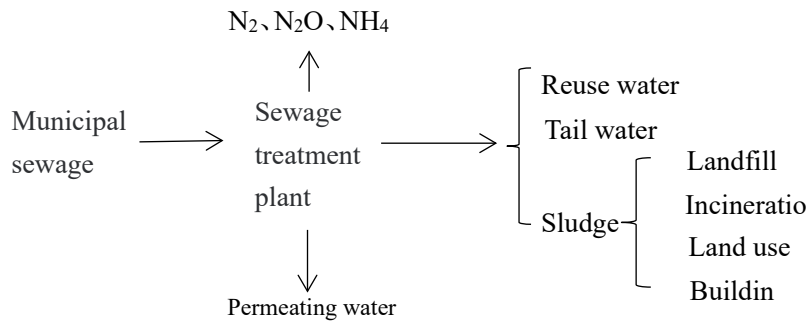 N₂、N₂O、NH₄
Municipal
sewage
Sewage
treatment
plant
Permeating water
Reuse water
Tail water
Sludge
Landfill
Incineratio
Land use
Buildin